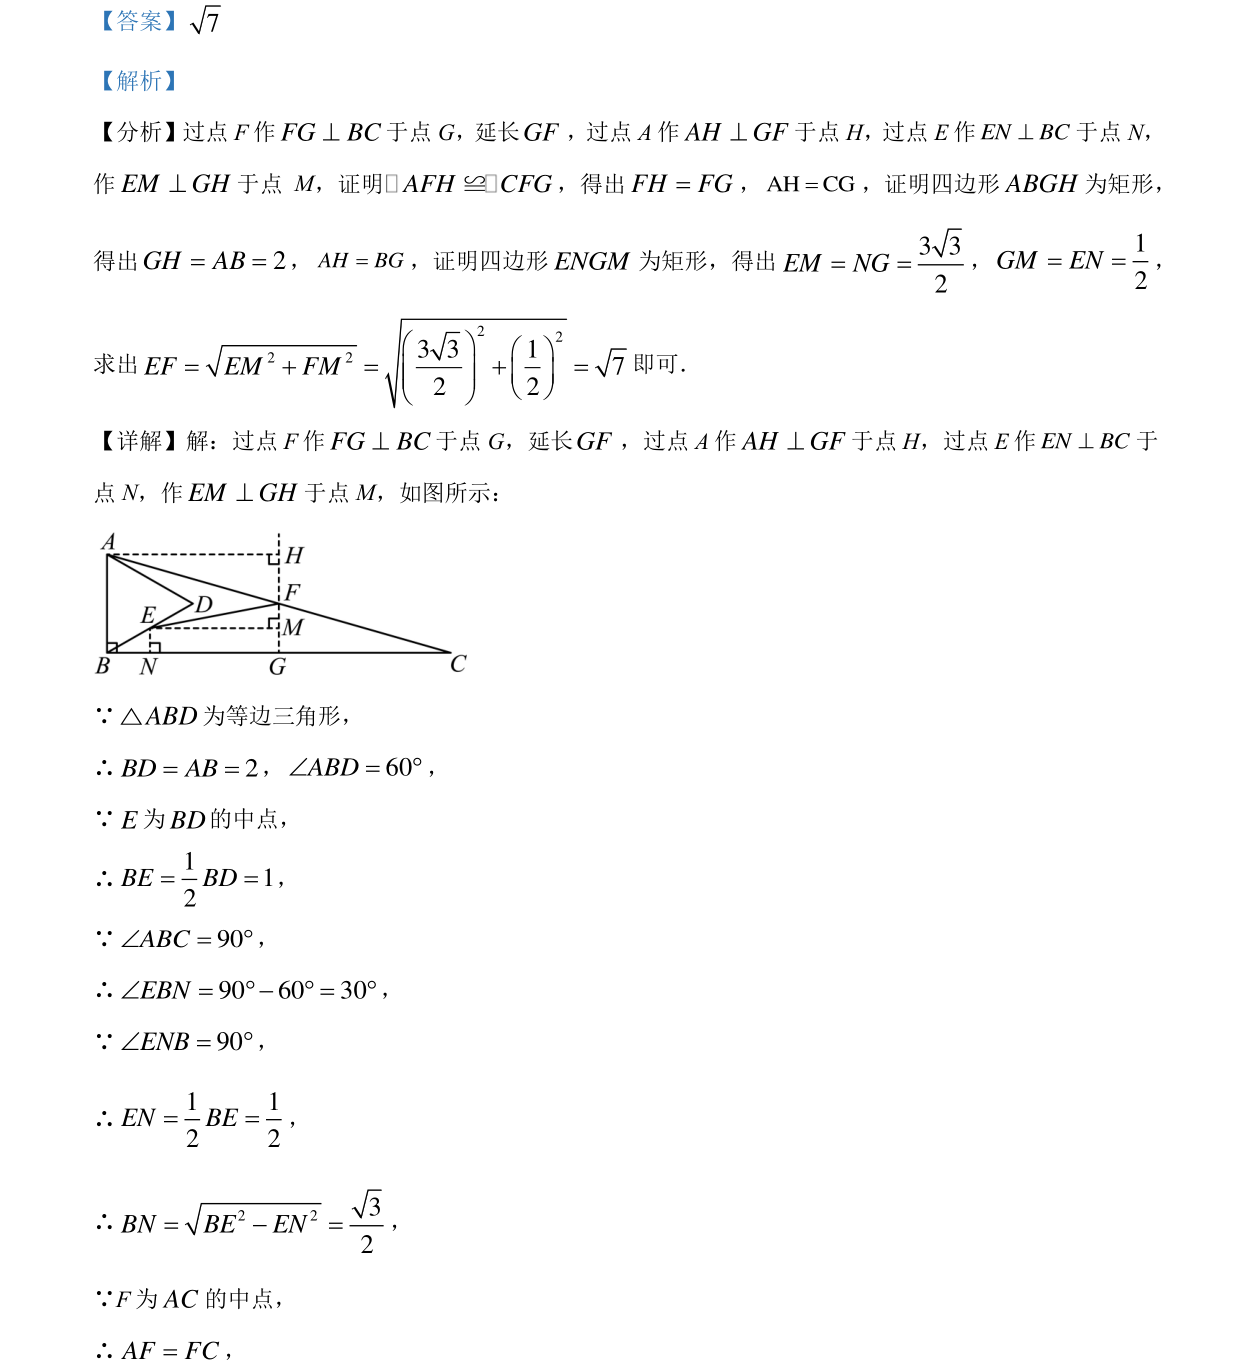 【答案】√7
【解析】
【分析】过点 F 作 FG ⊥ BC 于点 G，延长 GF ，过点 A 作 AH ⊥ GF 于点 H，过点 E 作 EN ⊥ BC 于点 N，
作 EM ⊥ GH 于点 M，证明□ AFH ≌□ CFG ，得出 FH = FG ， AH = CG ，证明四边形 ABGH 为矩形，
得出 GH = AB = 2， AH = BG ，证明四边形 ENGM 为矩形，得出 EM = NG = 3√3/2 ， GM = EN = 1/2 ，
求出 EF = √(EM² + FM²) = √((3√3/2)² + (1/2)²) = √7 即可．
【详解】解：过点 F 作 FG ⊥ BC 于点 G，延长 GF ，过点 A 作 AH ⊥ GF 于点 H，过点 E 作 EN ⊥ BC 于
点 N，作 EM ⊥ GH 于点 M，如图所示：
A
H
F
D
E
M
B
N
G
C
∵ △ABD 为等边三角形，
∴ BD = AB = 2， ∠ABD = 60°，
∵ E 为 BD 的中点，
∴ BE = 1/2 BD = 1，
∵ ∠ABC = 90°，
∴ ∠EBN = 90° − 60° = 30°，
∵ ∠ENB = 90°，
∴ EN = 1/2 BE = 1/2 ，
∴ BN = √(BE² − EN²) = √3/2 ，
∵F 为 AC 的中点，
∴ AF = FC ，